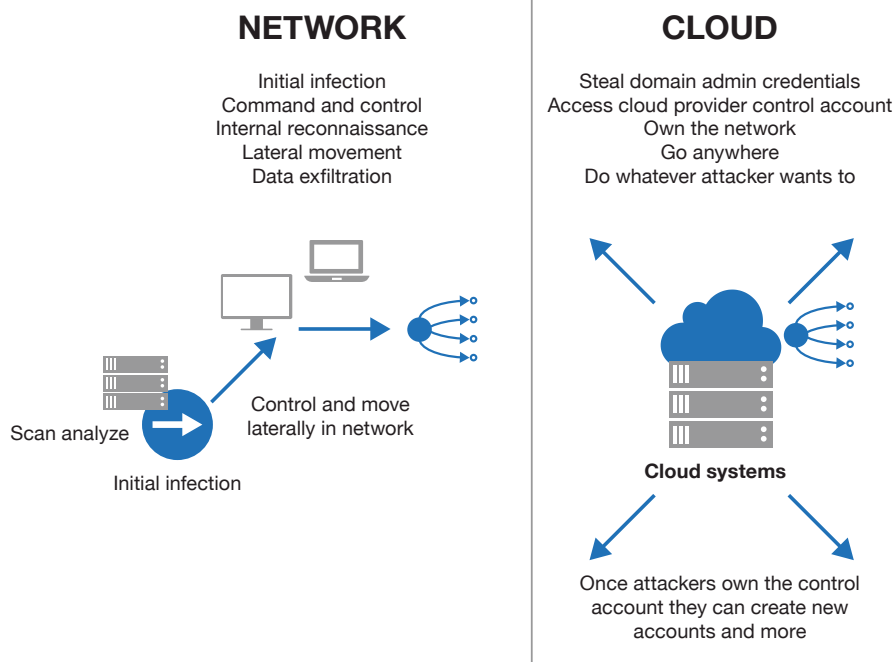 NETWORK
Initial infection
Command and control
Internal reconnaissance
Lateral movement
Data exfiltration
Scan analyze
Initial infection
Control and move
laterally in network
CLOUD
Steal domain admin credentials
Access cloud provider control account
Own the network
Go anywhere
Do whatever attacker wants to
Cloud systems
Once attackers own the control
account they can create new
accounts and more